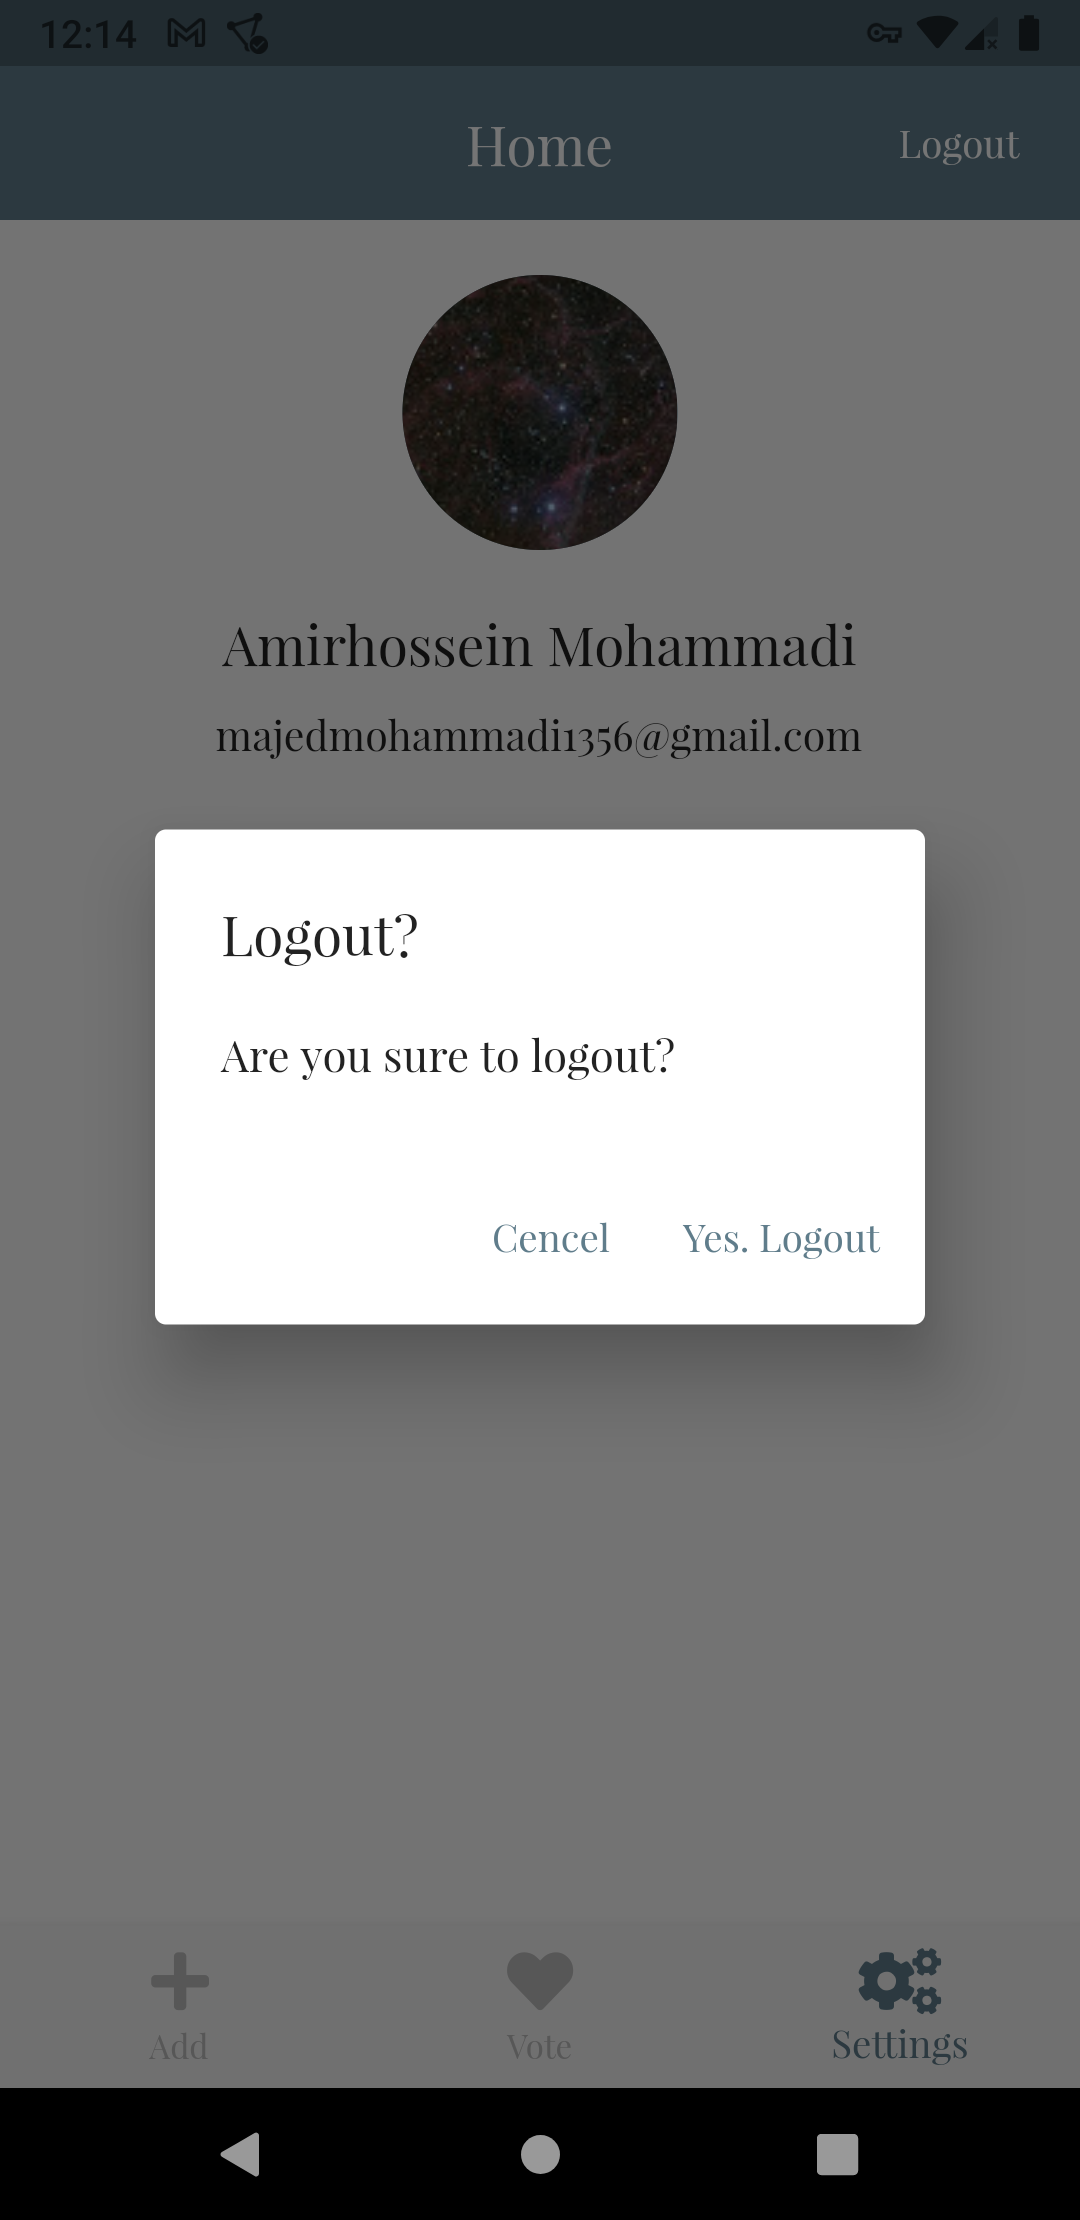 12:14
Home
Logout
Amirhossein Mohammadi
majedmohammadi1356@gmail.com
Logout?
Are you sure to logout?
Cencel Yes. Logout
Add Vote Settings